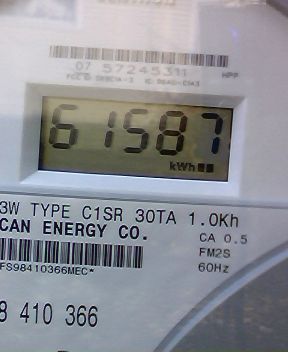 07 57245311
HPP
61587
kWh
3W TYPE C1SR 30TA 1.0Kh
CAN ENERGY CO.
CA 0.5
FM2S
FS98410366MEC*
60Hz
8 410 366